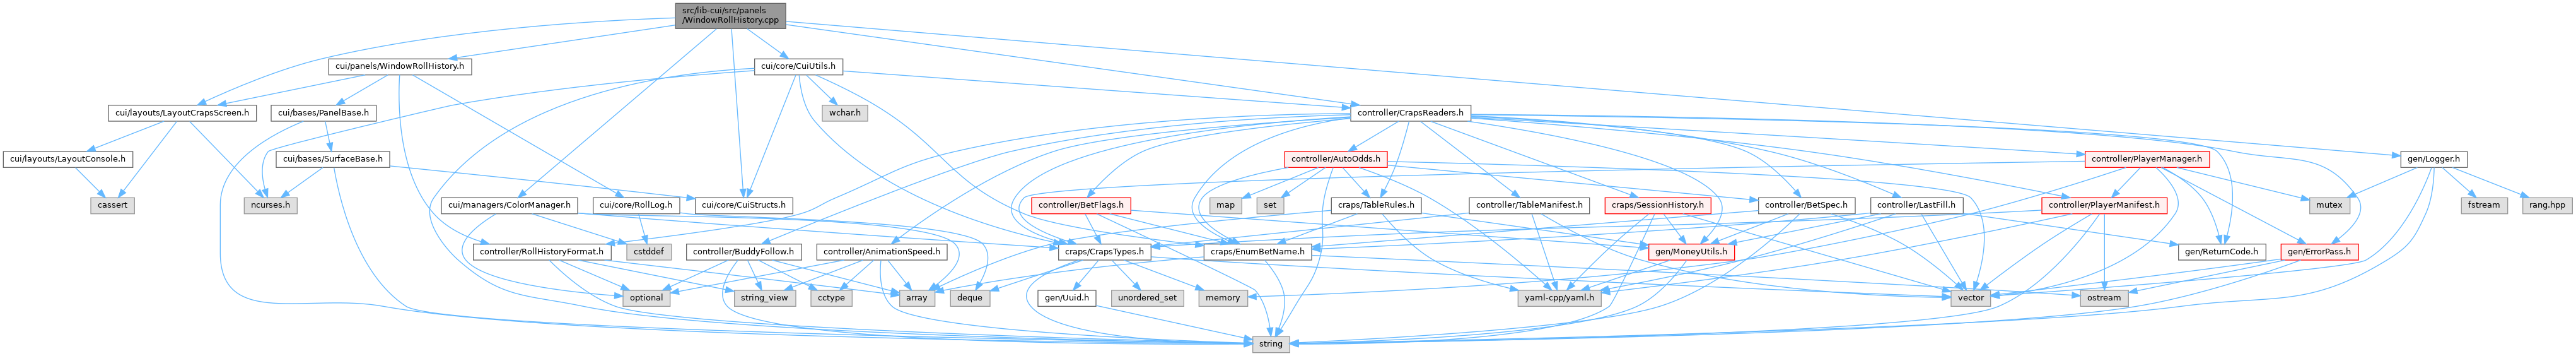 src/lib-cui/src/panels
/WindowRollHistory.cpp
cui/panels/WindowRollHistory.h
cui/core/CuiUtils.h
cui/layouts/LayoutCrapsScreen.h
cui/bases/PanelBase.h
wchar.h
controller/CrapsReaders.h
cui/layouts/LayoutConsole.h
cui/bases/SurfaceBase.h
controller/AutoOdds.h
controller/PlayerManager.h
gen/Logger.h
cassert
ncurses.h
cui/managers/ColorManager.h
cui/core/RollLog.h
cui/core/CuiStructs.h
controller/BetFlags.h
map
set
craps/TableRules.h
controller/TableManifest.h
craps/SessionHistory.h
controller/BetSpec.h
controller/LastFill.h
controller/PlayerManifest.h
mutex
fstream
rang.hpp
controller/RollHistoryFormat.h
cstddef
controller/BuddyFollow.h
controller/AnimationSpeed.h
craps/CrapsTypes.h
craps/EnumBetName.h
gen/MoneyUtils.h
gen/ReturnCode.h
gen/ErrorPass.h
optional
string_view
cctype
array
deque
gen/Uuid.h
unordered_set
memory
yaml-cpp/yaml.h
vector
ostream
string